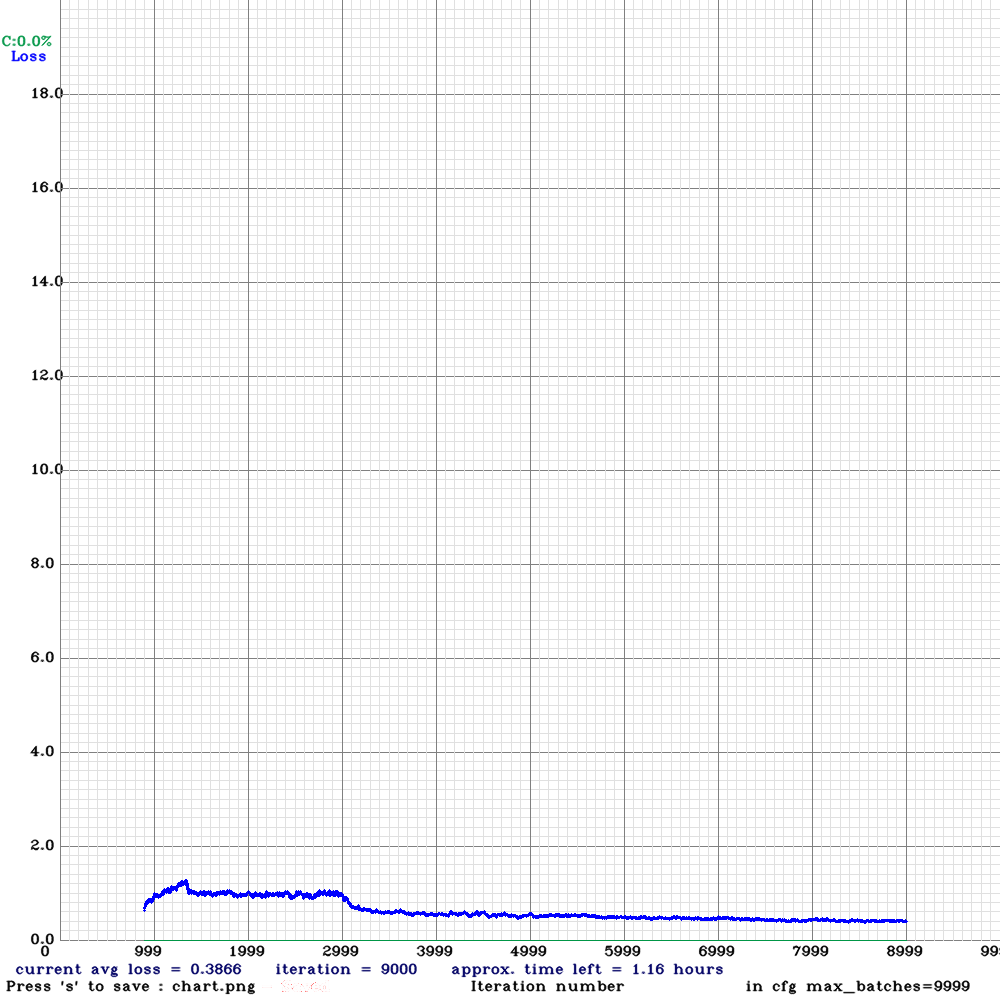 C:0.0%
Loss
18.0
16.0
14.0
12.0
10.0
8.0
6.0
4.0
2.0
0.0
0 999 1999 2999 3999 4999 5999 6999 7999 8999
current avg loss = 0.3866 iteration = 9000 approx. time left = 1.16 hours
Press 's' to save : chart.png Iteration number in cfg max_batches=9999